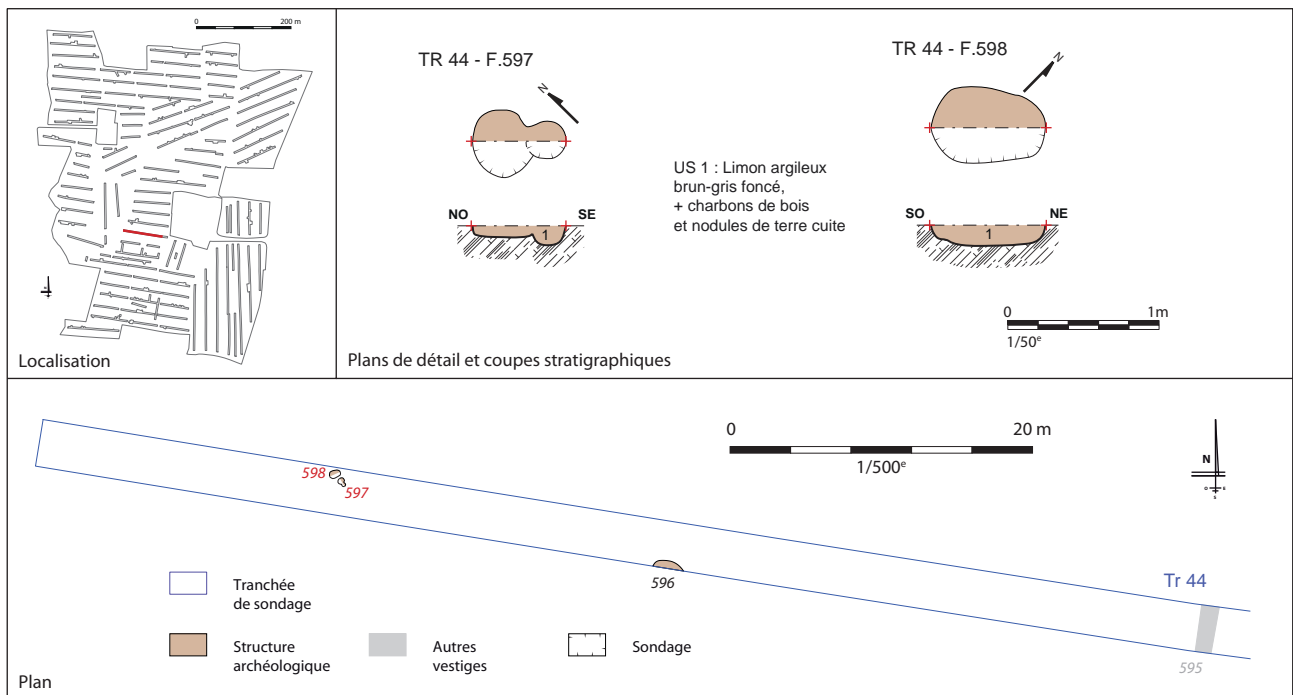 0 200 m
Localisation
TR 44 - F.597
N
NO SE
1
US 1 : Limon argileux
brun-gris foncé,
+ charbons de bois
et nodules de terre cuite
TR 44 - F.598
N
SO NE
1
0 1m
1/50e
Plans de détail et coupes stratigraphiques
0 20 m
1/500e
N
598
597
596
Tr 44
595
Tranchée
de sondage
Structure
archéologique
Autres
vestiges
Sondage
Plan